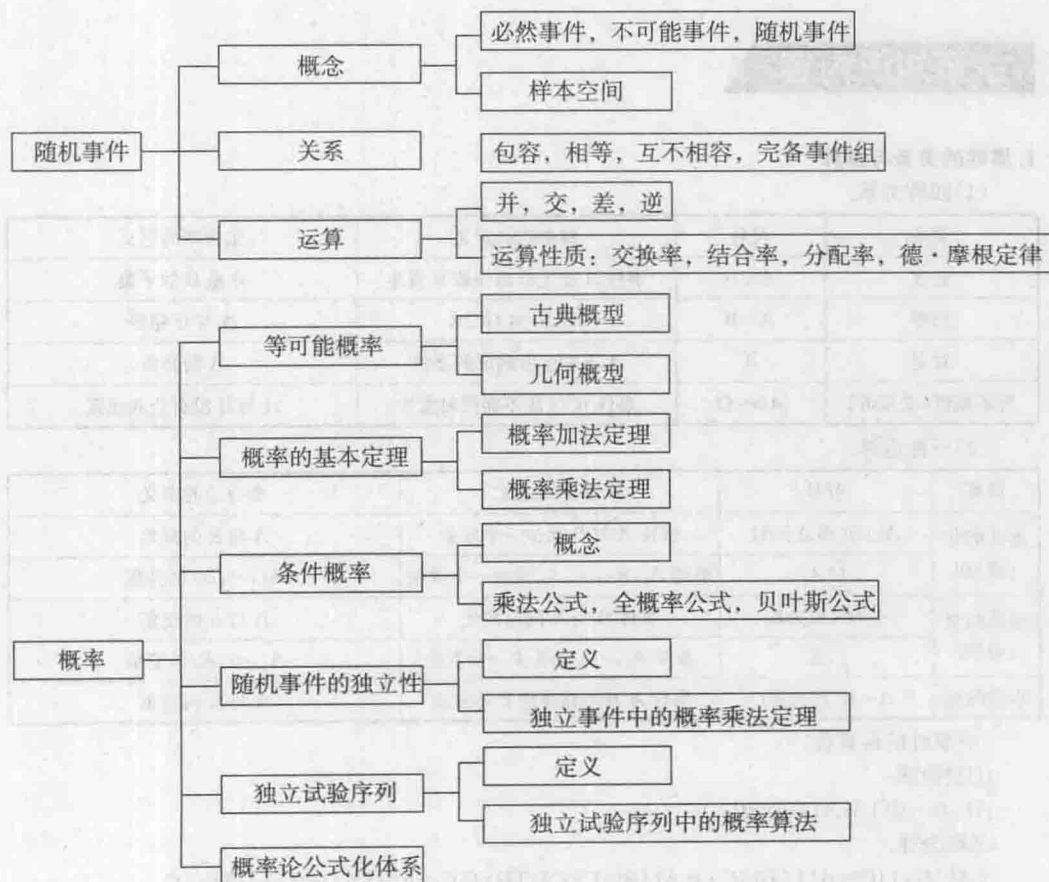 必然事件，不可能事件，随机事件
概念
样本空间
随机事件
关系
包容，相等，互不相容，完备事件组
并，交，差，逆
运算
运算性质：交换率，结合率，分配率，德·摩根定律
古典概型
等可能概率
几何概型
概率加法定理
概率的基本定理
概率乘法定理
概念
条件概率
乘法公式，全概率公式，贝叶斯公式
概率
定义
随机事件的独立性
独立事件中的概率乘法定理
定义
独立试验序列
独立试验序列中的概率算法
概率论公式化体系